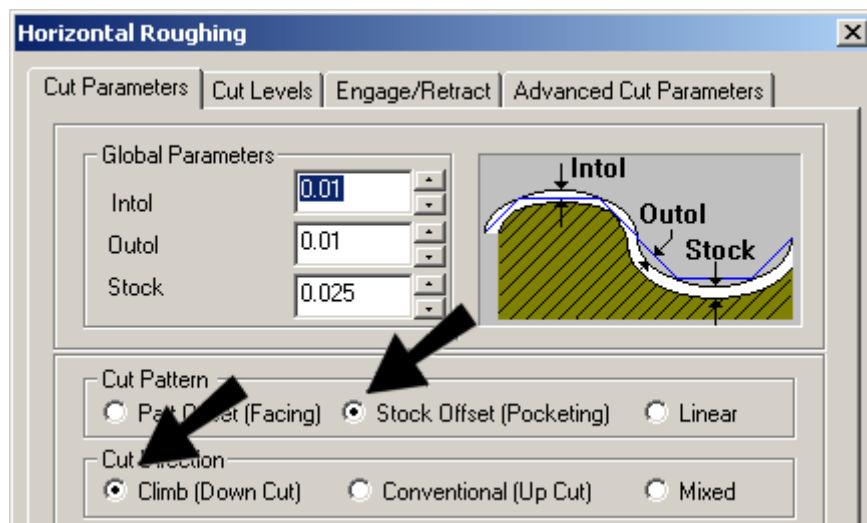 Horizontal Roughing
Cut Parameters Cut Levels Engage/Retract Advanced Cut Parameters
Global Parameters
Intol 0.01
Outol 0.01
Stock 0.025
Intol
Outol
Stock
Cut Pattern
(Facing) Stock Offset (Pocketing) Linear
Cut
Climb (Down Cut) Conventional (Up Cut) Mixed